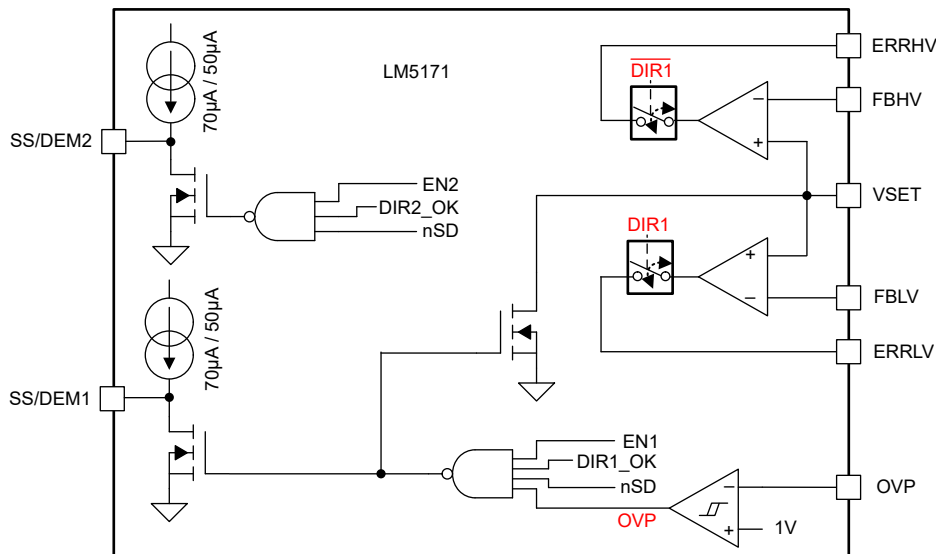 ERRHV
70µA / 50µA
LM5171
DIR1
FBHV
SS/DEM2
−
+
EN2
DIR2_OK
nSD
VSET
DIR1
+
−
FBLV
70µA / 50µA
ERRLV
SS/DEM1
EN1
DIR1_OK
nSD
OVP
−
OVP
+
1V